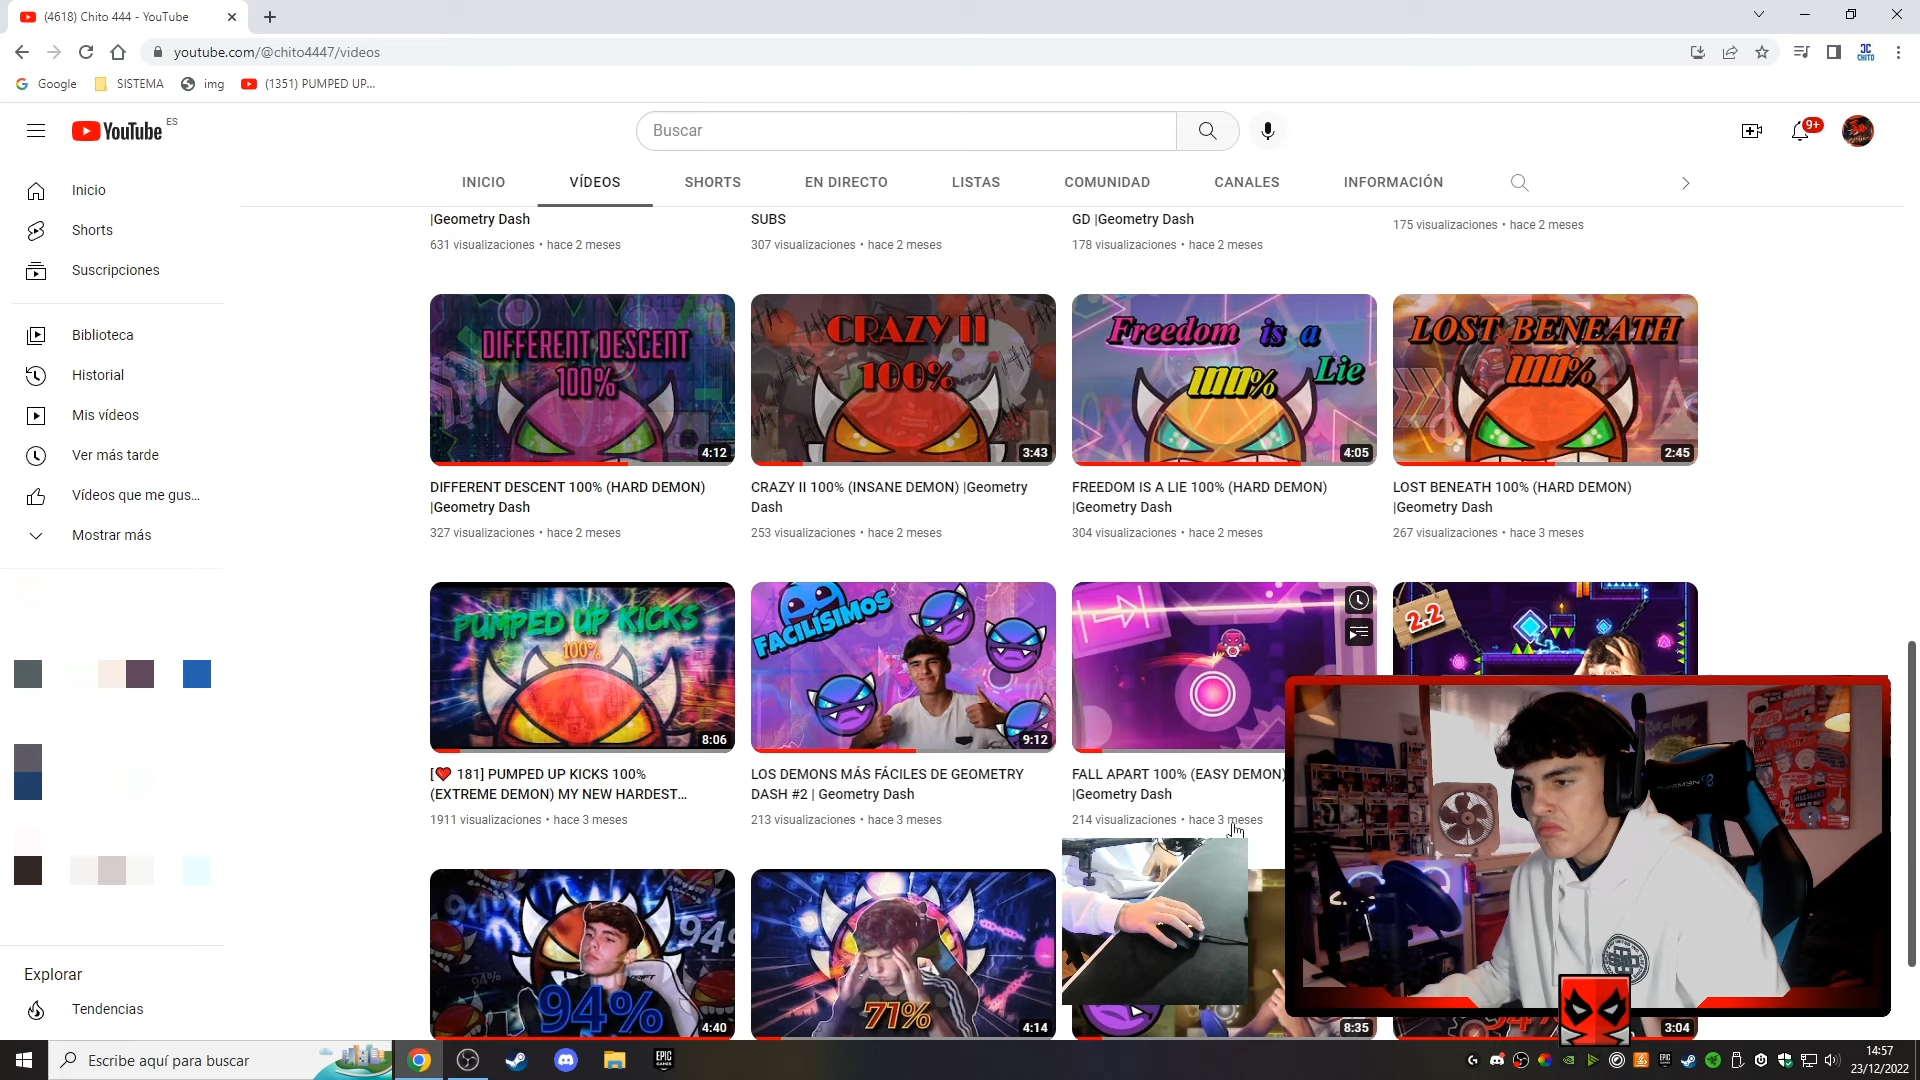 (4618) Chito 444 - YouTube
youtube.com/@chito4447/videos
Google
SISTEMA
img
(1351) PUMPED UP...
YouTube
ES
Buscar
9+
INICIO
VÍDEOS
SHORTS
EN DIRECTO
LISTAS
COMUNIDAD
CANALES
INFORMACIÓN
Inicio
Shorts
Suscripciones
Biblioteca
Historial
Mis vídeos
Ver más tarde
Vídeos que me gus...
Mostrar más
Explorar
Tendencias
|Geometry Dash
631 visualizaciones • hace 2 meses
SUBS
307 visualizaciones • hace 2 meses
GD |Geometry Dash
178 visualizaciones • hace 2 meses
175 visualizaciones • hace 2 meses
DIFFERENT DESCENT
100%
4:12
CRAZY II
100%
3:43
Freedom is a
Lie
100%
4:05
LOST BENEATH
100%
2:45
DIFFERENT DESCENT 100% (HARD DEMON)
|Geometry Dash
327 visualizaciones • hace 2 meses
CRAZY II 100% (INSANE DEMON) |Geometry
Dash
253 visualizaciones • hace 2 meses
FREEDOM IS A LIE 100% (HARD DEMON)
|Geometry Dash
304 visualizaciones • hace 2 meses
LOST BENEATH 100% (HARD DEMON)
|Geometry Dash
267 visualizaciones • hace 3 meses
PUMPED UP KICKS
100%
8:06
FACILÍSIMOS
9:12
2.2
[❤️ 181] PUMPED UP KICKS 100%
(EXTREME DEMON) MY NEW HARDEST...
1911 visualizaciones • hace 3 meses
LOS DEMONS MÁS FÁCILES DE GEOMETRY
DASH #2 | Geometry Dash
213 visualizaciones • hace 3 meses
FALL APART 100% (EASY DEMON)
|Geometry Dash
214 visualizaciones • hace 3 meses
94%
94%
94%
4:40
71%
4:14
8:35
3:04
Escribe aquí para buscar
EPIC
GAMES
14:57
23/12/2022